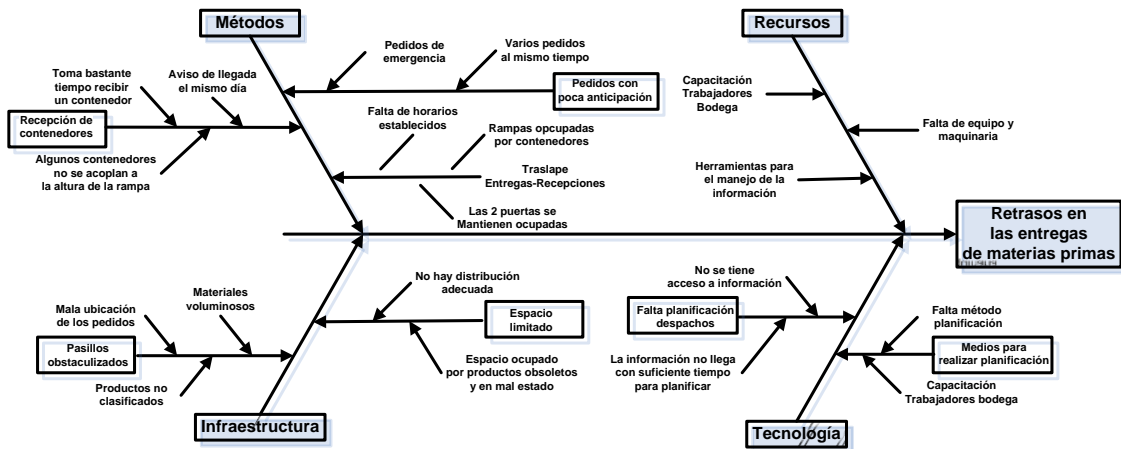 Métodos
Recursos
Pedidos de
emergencia
Varios pedidos
al mismo tiempo
Pedidos con
poca anticipación
Toma bastante
tiempo recibir
un contenedor
Aviso de llegada
el mismo día
Recepción de
contenedores
Algunos contenedores
no se acoplan a
la altura de la rampa
Falta de horarios
establecidos
Rampas opcupadas
por contenedores
Traslape
Entregas-Recepciones
Las 2 puertas se
Mantienen ocupadas
Capacitación
Trabajadores
Bodega
Falta de equipo y
maquinaria
Herramientas para
el manejo de la
información
Retrasos en
las entregas
de materias primas
No hay distribución
adecuada
Materiales
voluminosos
Mala ubicación
de los pedidos
Espacio
limitado
Pasillos
obstaculizados
Productos no
clasificados
Espacio ocupado
por productos obsoletos
y en mal estado
No se tiene
acceso a información
Falta planificación
despachos
Falta método
planificación
Medios para
realizar planificación
La información no llega
con suficiente tiempo
para planificar
Capacitación
Trabajadores bodega
Infraestructura
Tecnología